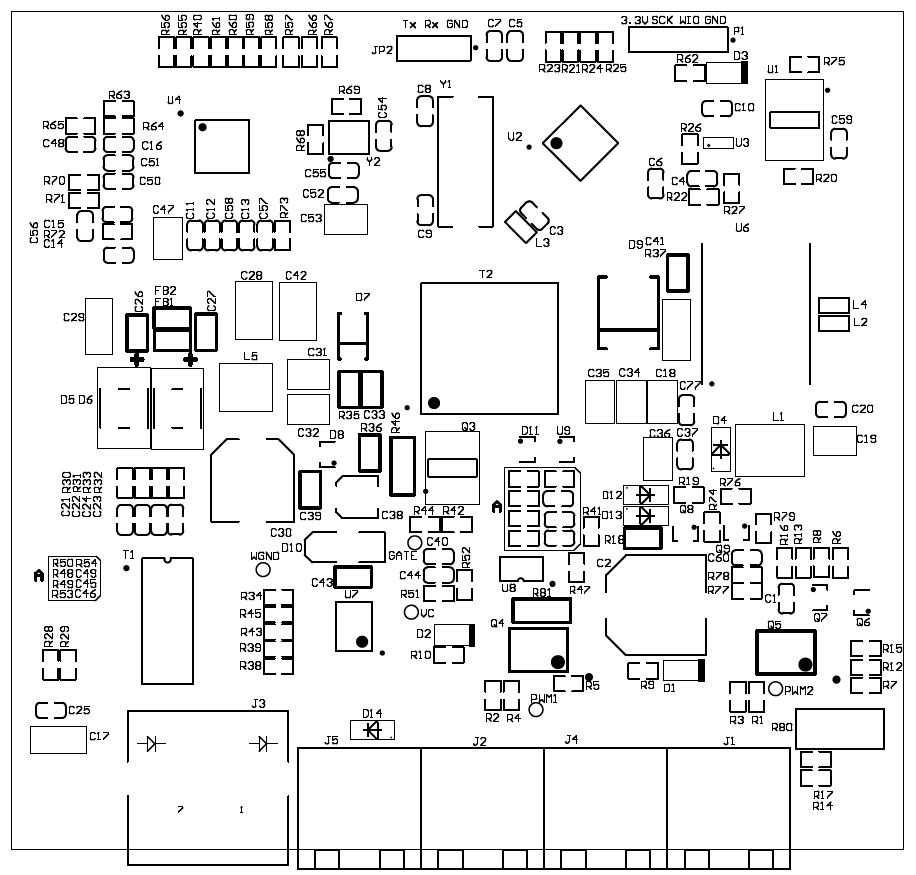 R56 R55 R40 R61 R60 R59 R58 R57 R66 R67
Tx Rx GND
JP2
C7 C5
3.3V SCK WIO GND
P1
R23 R21 R24 R25
R62
D3
U1
R75
R63
R65
R64
C48
C16
C51
R70
C50
R71
U4
R69
R68
C54
Y2
C55
C52
C53
C8
Y1
C9
U2
C3
L3
C10
R26
U3
C6
C4
R22
R27
C59
R20
C56
C15
R72
C14
C47
C11 C12 C58 C13 C57 R73
D9
C41
R37
U6
L4
L2
C29
C26
FB2
FB1
C27
C28
C42
D7
T2
D5 D6
L5
C31
C32
R35 C33
C35 C34 C18
C77
C20
C19
L1
D4
C37
C36
D8
R36
R46
Q3
D11
U9
R30
R31
R33
R32
C21
C22
C24
C23
C30
C39
C38
R44 R42
A
R41
D12
D13
R19
R76
R74
Q8
R18
Q9
R79
R16 R13 R8 R6
T1
WGND
D10
GATE
C40
C44
R51
R52
C43
U7
VC
D2
R10
U8
R47
R81
Q4
C2
C60
R78
R77
C1
Q7
Q6
Q5
A
R50 R54
R48 C49
R49 C45
R53 C46
R34
R45
R43
R39
R38
R28 R29
C25
C17
J3
7
1
D14
R2 R4
PWM1
R5
R9
D1
R3 R1
PWM2
R15
R12
R7
R80
R17
R14
J5
J2
J4
J1